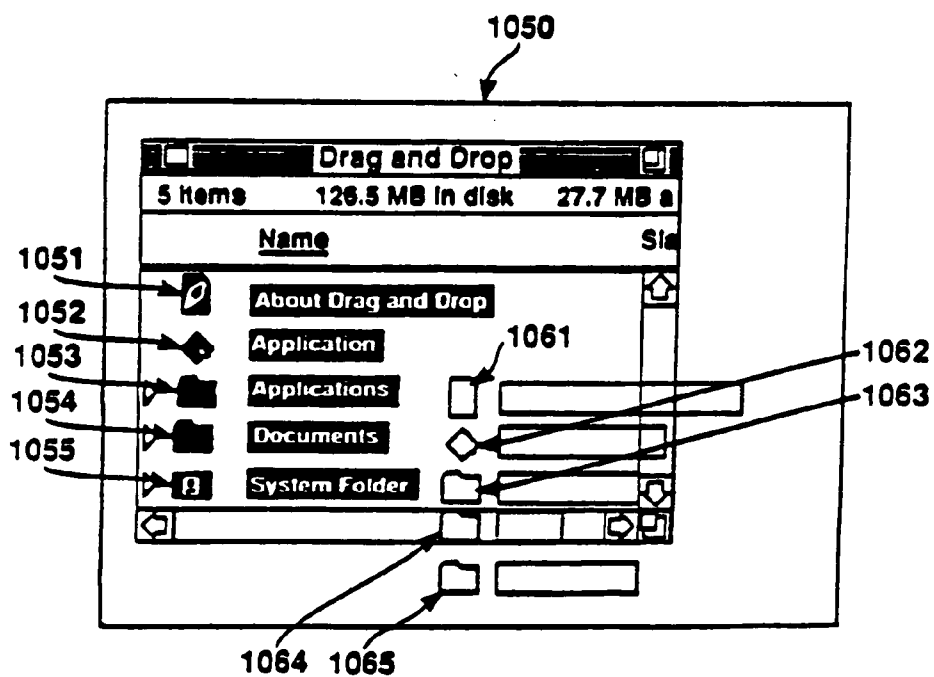 1050
Drag and Drop
5 items 126.5 MB in disk 27.7 MB a
Name Siz
1051
About Drag and Drop
1052
Application
1061
1062
1053
Applications
1063
1054
Documents
1055
System Folder
1064 1065